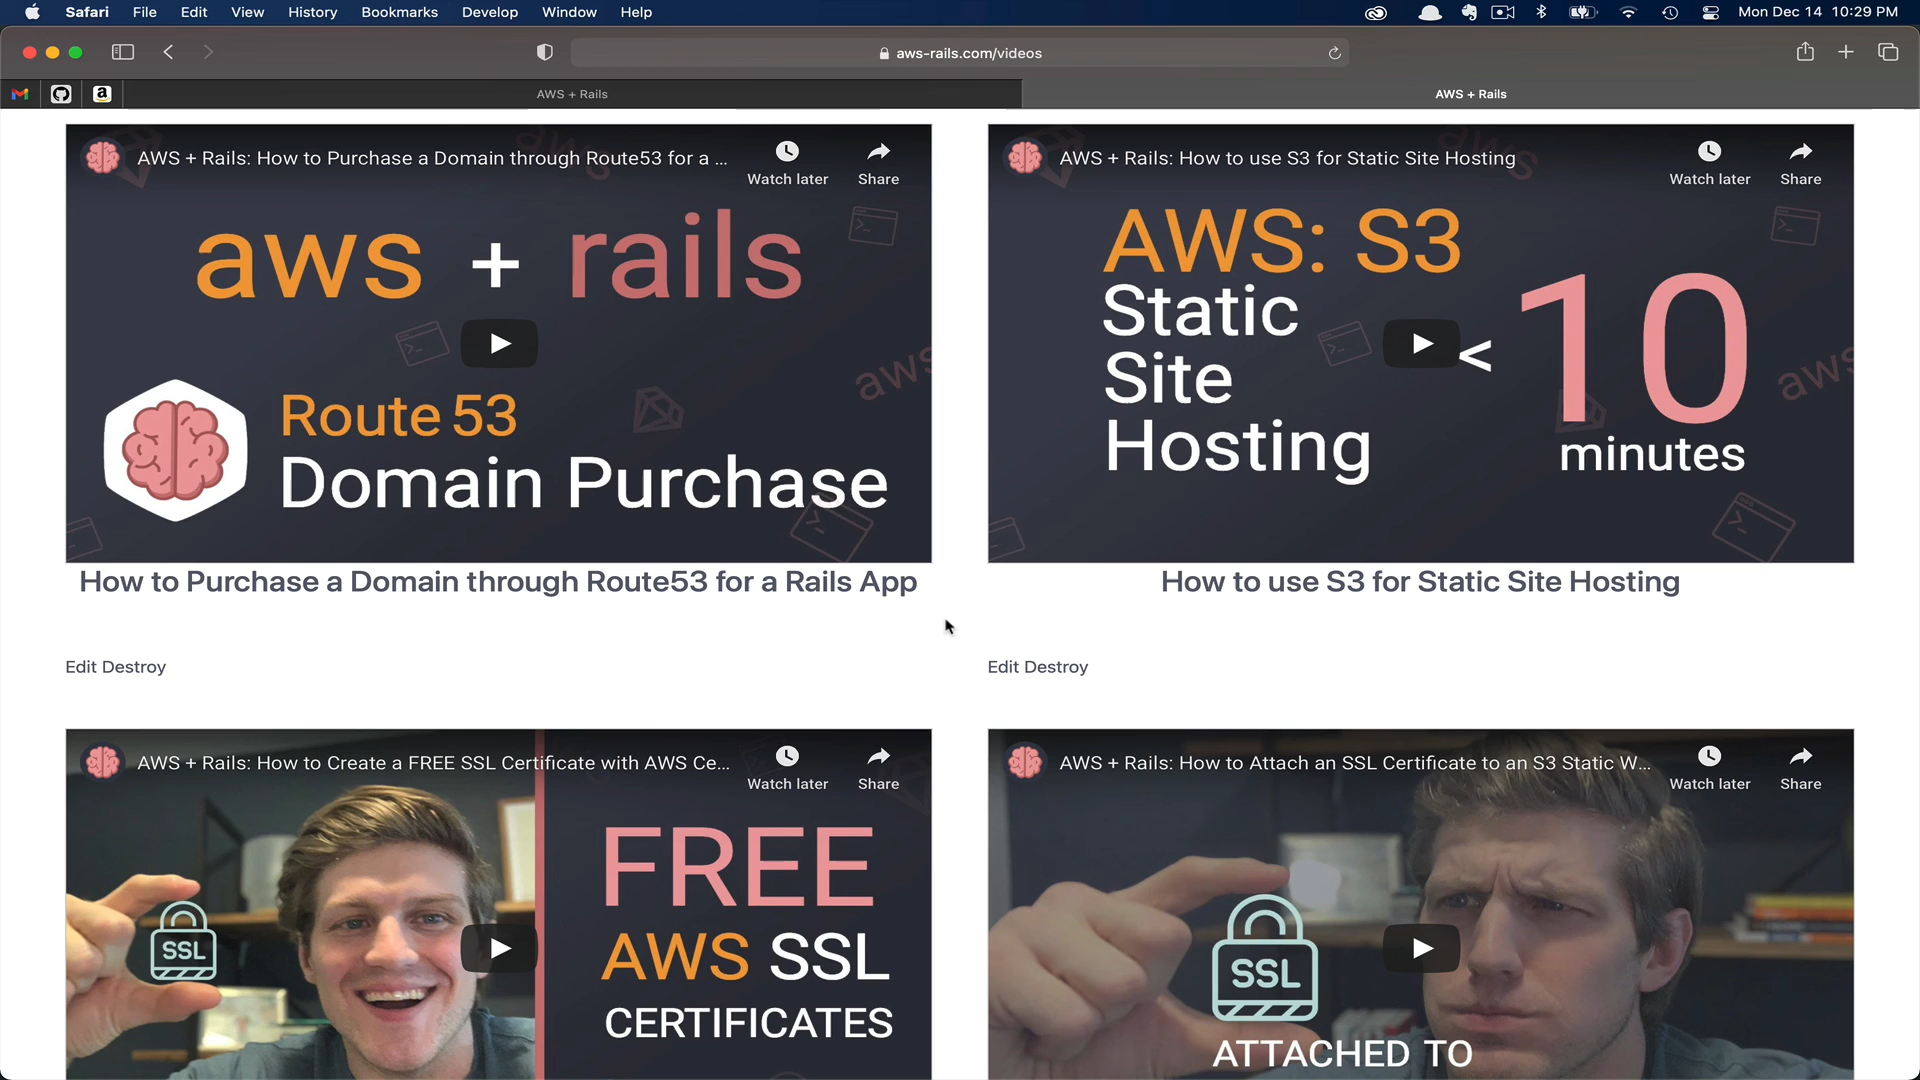 Safari File Edit View History Bookmarks Develop Window Help Mon Dec 14 10:29 PM
aws-rails.com/videos
AWS + Rails
AWS + Rails
AWS + Rails: How to Purchase a Domain through Route53 for a ...
Watch later
Share
aws + rails
Route 53
Domain Purchase
How to Purchase a Domain through Route53 for a Rails App
Edit Destroy
AWS + Rails: How to use S3 for Static Site Hosting
Watch later
Share
AWS: S3
Static
Site
Hosting
< 10
minutes
How to use S3 for Static Site Hosting
Edit Destroy
AWS + Rails: How to Create a FREE SSL Certificate with AWS Ce...
Watch later
Share
SSL
FREE
AWS SSL
CERTIFICATES
AWS + Rails: How to Attach an SSL Certificate to an S3 Static W...
Watch later
Share
SSL
ATTACHED TO